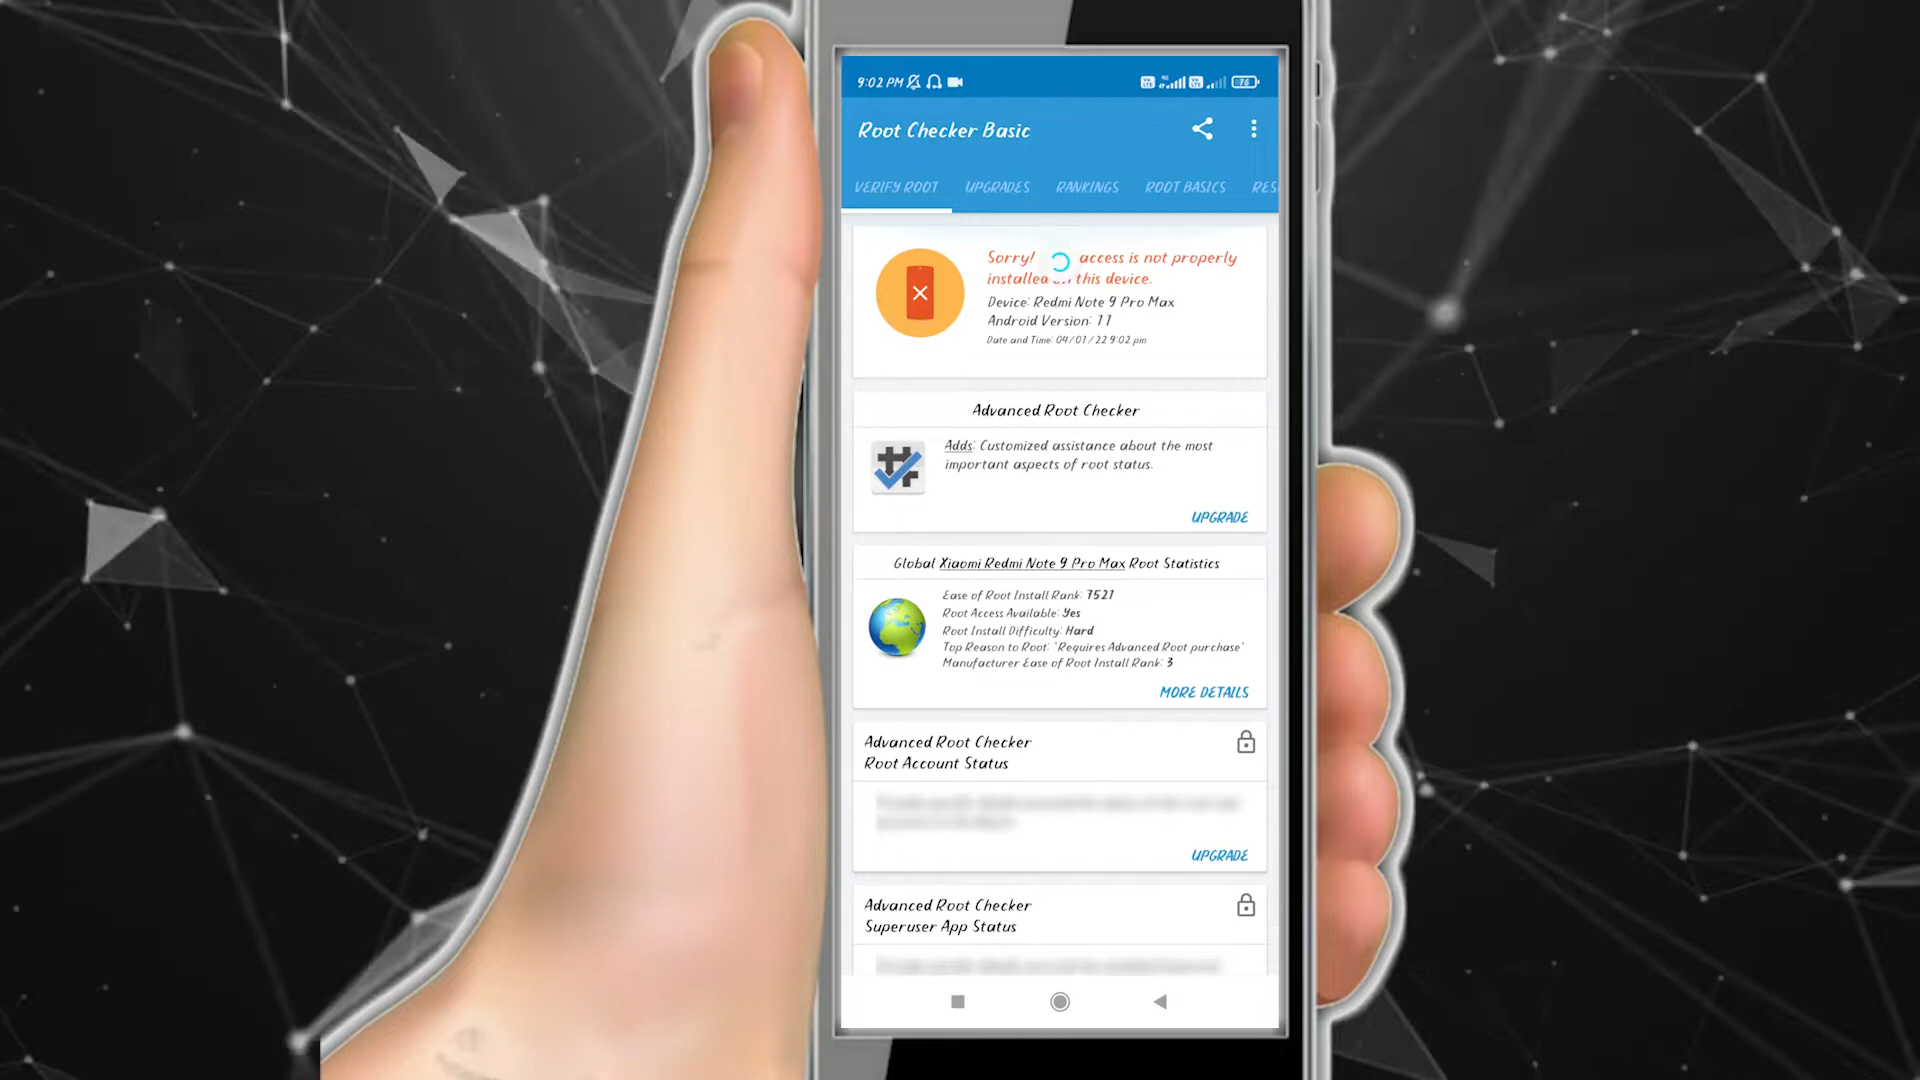 9:02 PM
76
Root Checker Basic
VERIFY ROOT UPGRADES RANKINGS ROOT BASICS RES
Sorry! access is not properly
installed this device.
Device: Redmi Note 9 Pro Max
Android Version: 11
Date and Time: 04/01/22 9:02 pm
Advanced Root Checker
Adds: Customized assistance about the most
important aspects of root status.
UPGRADE
Global Xiaomi Redmi Note 9 Pro Max Root Statistics
Ease of Root Install Rank: 7521
Root Access Available: Yes
Root Install Difficulty: Hard
Top Reason to Root: "Requires Advanced Root purchase"
Manufacturer Ease of Root Install Rank: 3
MORE DETAILS
Advanced Root Checker
Root Account Status
UPGRADE
Advanced Root Checker
Superuser App Status